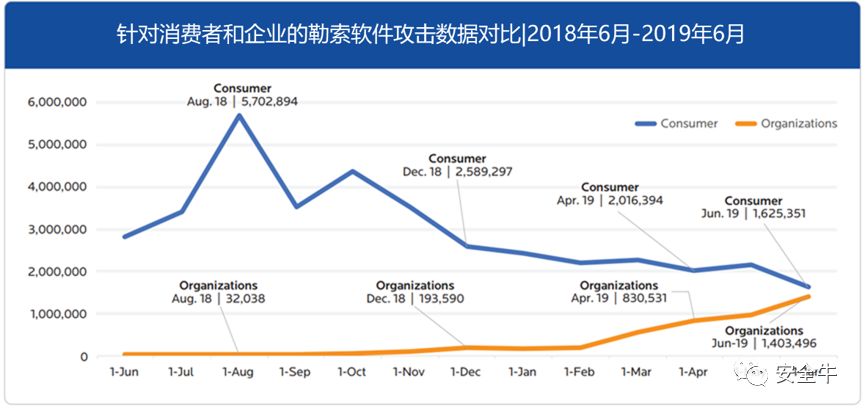 针对消费者和企业的勒索软件攻击数据对比|2018年6月-2019年6月
Consumer
Aug. 18 | 5,702,894
6,000,000
5,000,000
4,000,000
3,000,000
2,000,000
1,000,000
0
Consumer
Organizations
Consumer
Dec. 18 | 2,589,297
Consumer
Apr. 19 | 2,016,394
Consumer
Jun. 19 | 1,625,351
Organizations
Aug. 18 | 32,038
Organizations
Dec. 18 | 193,590
Organizations
Apr. 19 | 830,531
Organizations
Jun-19 | 1,403,496
1-Jun 1-Jul 1-Aug 1-Sep 1-Oct 1-Nov 1-Dec 1-Jan 1-Feb 1-Mar 1-Apr
安全牛